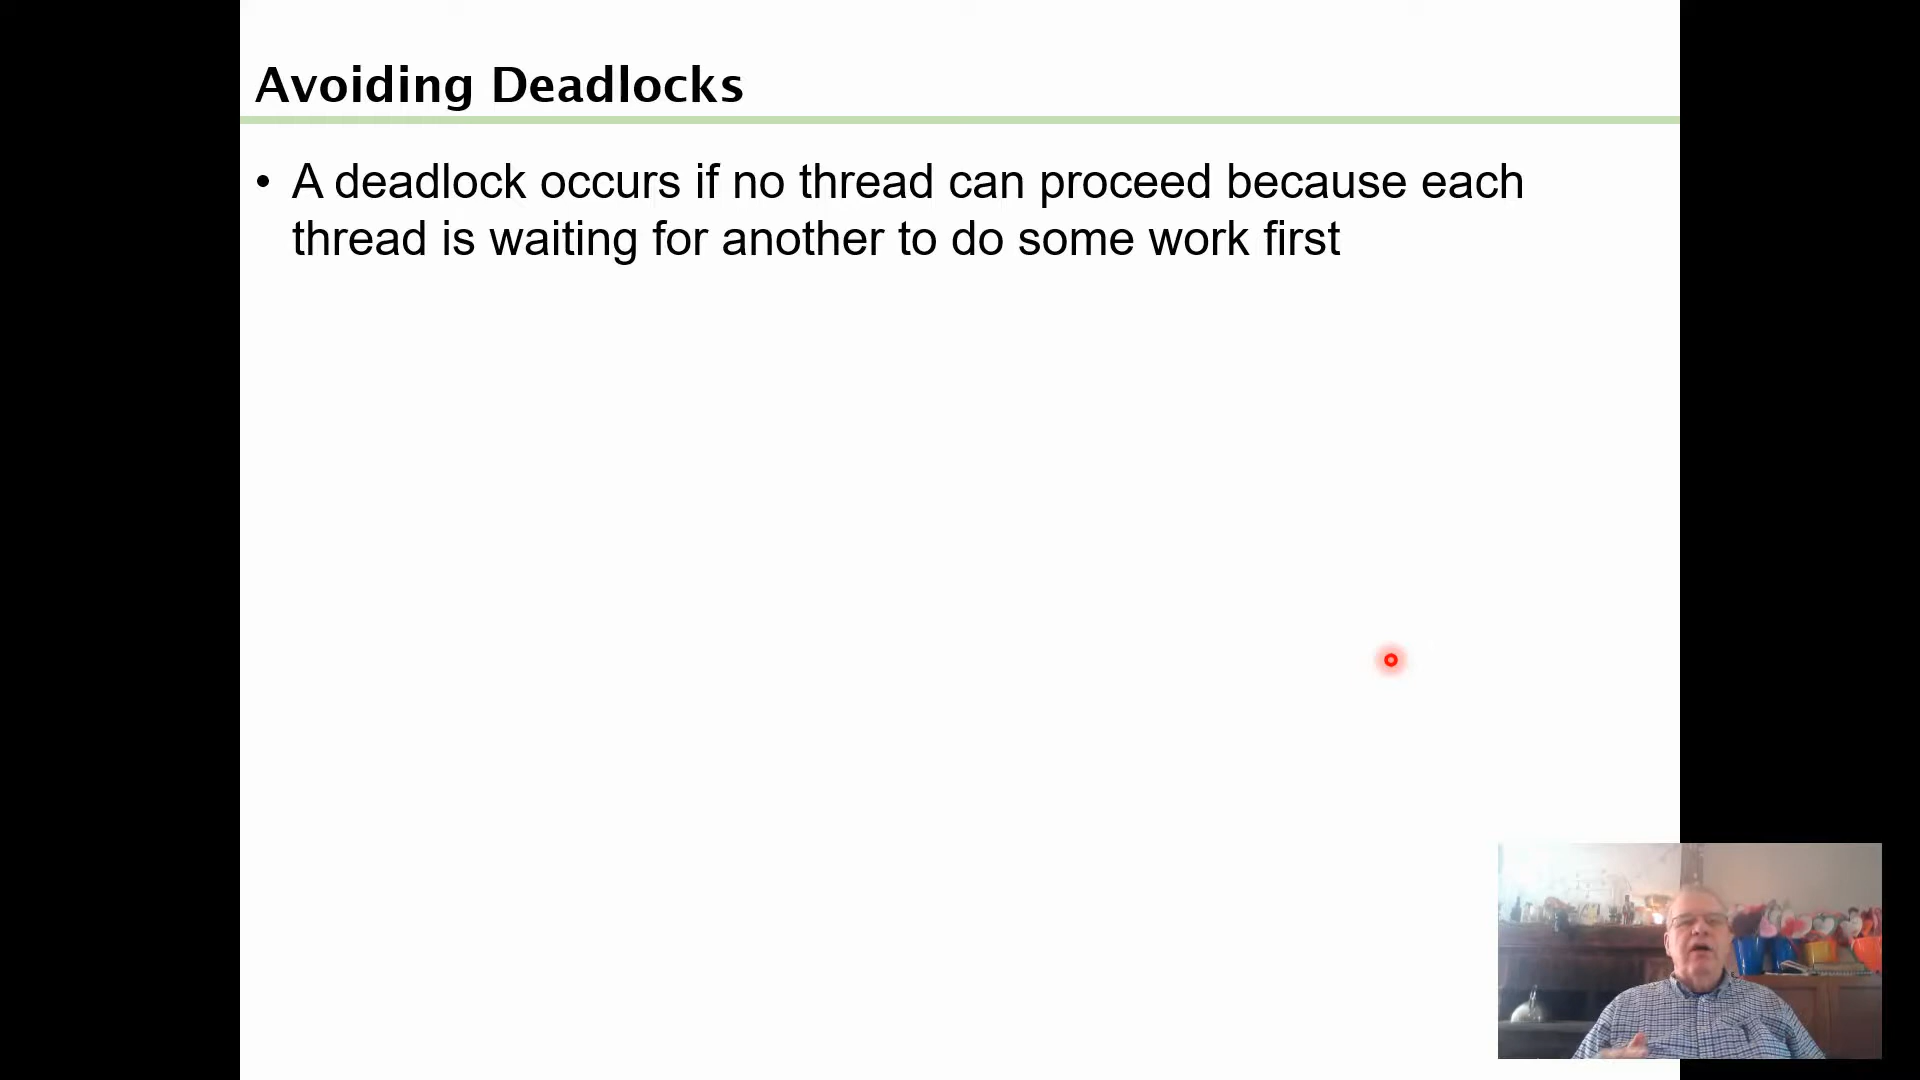 Avoiding Deadlocks
• A deadlock occurs if no thread can proceed because each
thread is waiting for another to do some work first